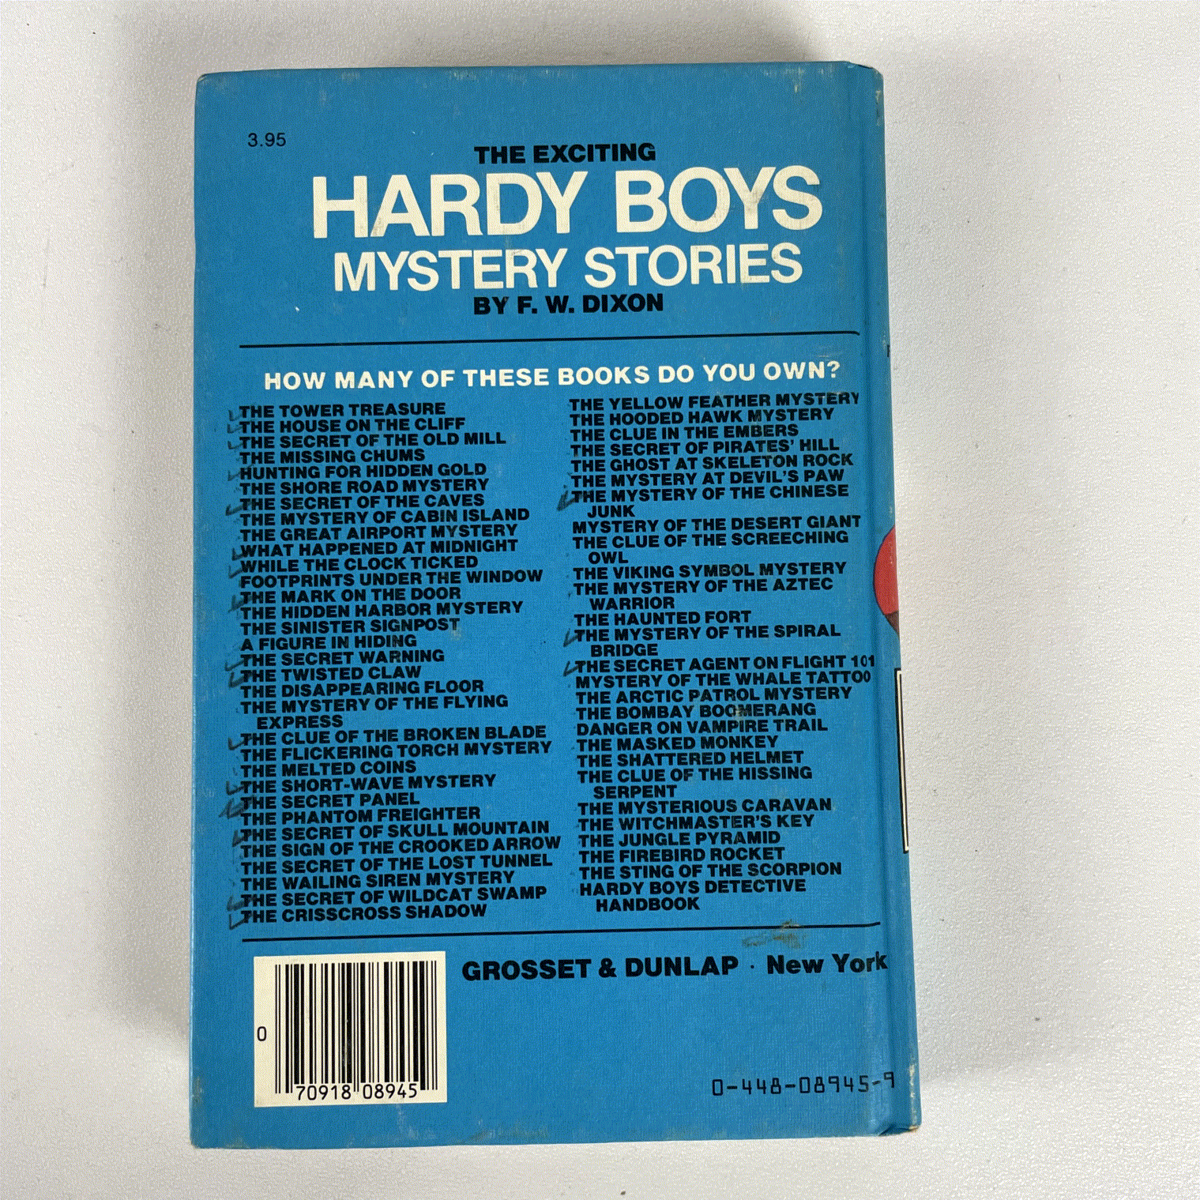 3.95
THE EXCITING
HARDY BOYS
MYSTERY STORIES
BY F. W. DIXON
HOW MANY OF THESE BOOKS DO YOU OWN?
THE TOWER TREASURE
THE HOUSE ON THE CLIFF
THE SECRET OF THE OLD MILL
THE MISSING CHUMS
HUNTING FOR HIDDEN GOLD
THE SHORE ROAD MYSTERY
THE SECRET OF THE CAVES
THE MYSTERY OF CABIN ISLAND
THE GREAT AIRPORT MYSTERY
WHAT HAPPENED AT MIDNIGHT
WHILE THE CLOCK TICKED
FOOTPRINTS UNDER THE WINDOW
THE MARK ON THE DOOR
THE HIDDEN HARBOR MYSTERY
THE SINISTER SIGNPOST
A FIGURE IN HIDING
THE SECRET WARNING
THE TWISTED CLAW
THE DISAPPEARING FLOOR
THE MYSTERY OF THE FLYING
EXPRESS
THE CLUE OF THE BROKEN BLADE
THE FLICKERING TORCH MYSTERY
THE MELTED COINS
THE SHORT-WAVE MYSTERY
THE SECRET PANEL
THE PHANTOM FREIGHTER
THE SECRET OF SKULL MOUNTAIN
THE SIGN OF THE CROOKED ARROW
THE SECRET OF THE LOST TUNNEL
THE WAILING SIREN MYSTERY
THE SECRET OF WILDCAT SWAMP
THE CRISSCROSS SHADOW
THE YELLOW FEATHER MYSTERY
THE HOODED HAWK MYSTERY
THE CLUE IN THE EMBERS
THE SECRET OF PIRATES' HILL
THE GHOST AT SKELETON ROCK
THE MYSTERY AT DEVIL'S PAW
THE MYSTERY OF THE CHINESE
JUNK
MYSTERY OF THE DESERT GIANT
THE CLUE OF THE SCREECHING
OWL
THE VIKING SYMBOL MYSTERY
THE MYSTERY OF THE AZTEC
WARRIOR
THE HAUNTED FORT
THE MYSTERY OF THE SPIRAL
BRIDGE
THE SECRET AGENT ON FLIGHT 101
MYSTERY OF THE WHALE TATTOO
THE ARCTIC PATROL MYSTERY
THE BOMBAY BOOMERANG
DANGER ON VAMPIRE TRAIL
THE MASKED MONKEY
THE SHATTERED HELMET
THE CLUE OF THE HISSING
SERPENT
THE MYSTERIOUS CARAVAN
THE WITCHMASTER'S KEY
THE JUNGLE PYRAMID
THE FIREBIRD ROCKET
THE STING OF THE SCORPION
HARDY BOYS DETECTIVE
HANDBOOK
GROSSET & DUNLAP · New York
0 70918 08945
0-448-08945-9